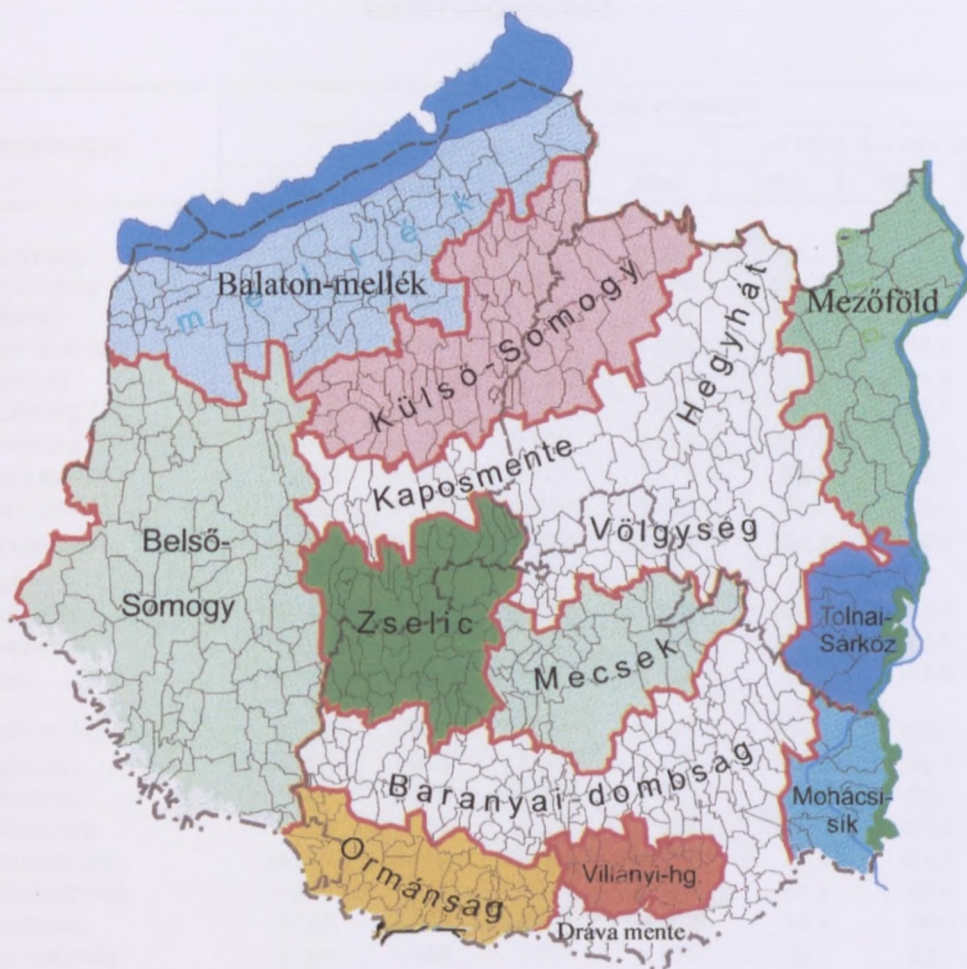 mellék
Balaton-mellék
Külső-Somogy
Hegyhát
Mezőföld
Kaposmente
Völgység
Belső-
Somogy
Zselic
Mecsek
Tolnai-
Sárköz
Baranyai-dombság
Mohácsi-
sík
Ormánság
Villányi-hg.
Dráva mente